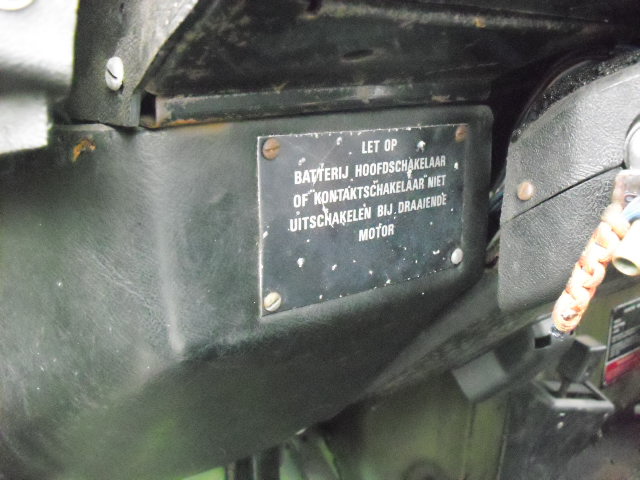 LET OP
BATTERIJ HOOFDSCHAKELAAR
OF KONTAKTSCHAKELAAR NIET
UITSCHAKELEN BIJ DRAAIENDE
MOTOR